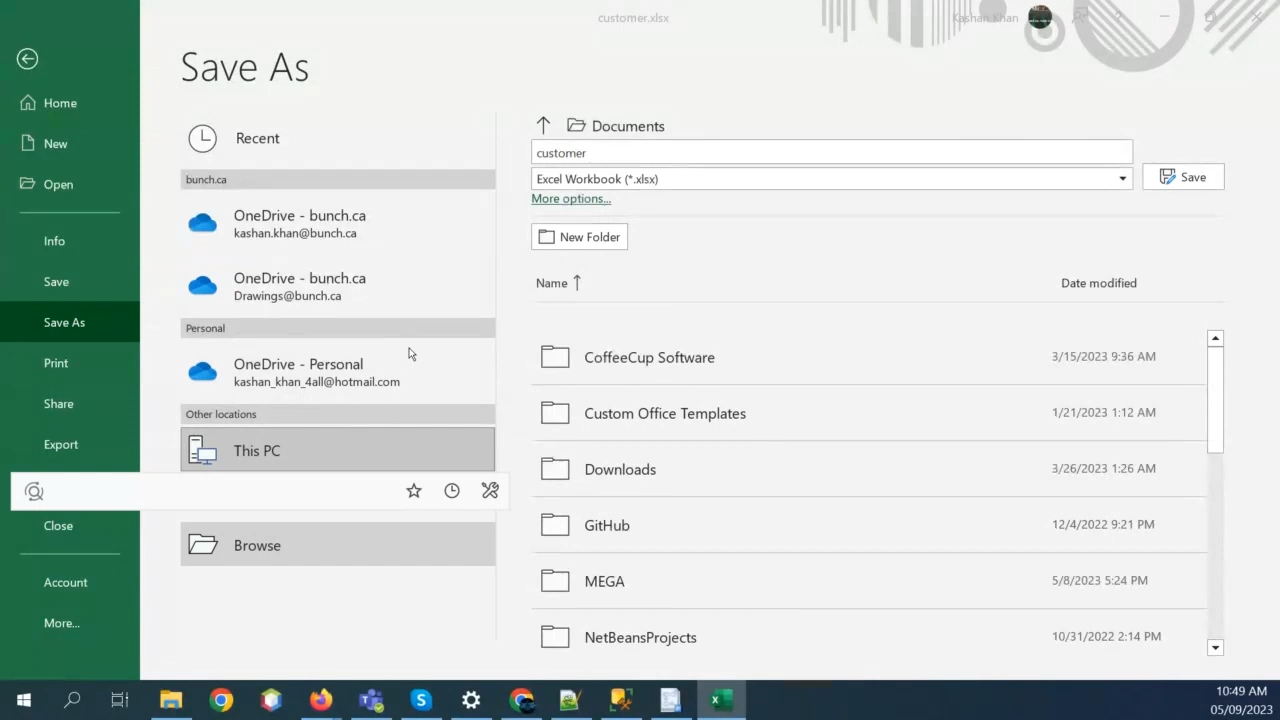 customer.xlsx
Kashan Khan
Save As
Home
New
Open
Info
Save
Save As
Print
Share
Export
Close
Account
More...
Recent
bunch.ca
OneDrive - bunch.ca
kashan.khan@bunch.ca
OneDrive - bunch.ca
Drawings@bunch.ca
Personal
OneDrive - Personal
kashan_khan_4all@hotmail.com
Other locations
This PC
Browse
Documents
customer
Excel Workbook (*.xlsx)
Save
More options...
New Folder
Name Date modified
CoffeeCup Software 3/15/2023 9:36 AM
Custom Office Templates 1/21/2023 1:12 AM
Downloads 3/26/2023 1:26 AM
GitHub 12/4/2022 9:21 PM
MEGA 5/8/2023 5:24 PM
NetBeansProjects 10/31/2022 2:14 PM
10:49 AM
05/09/2023